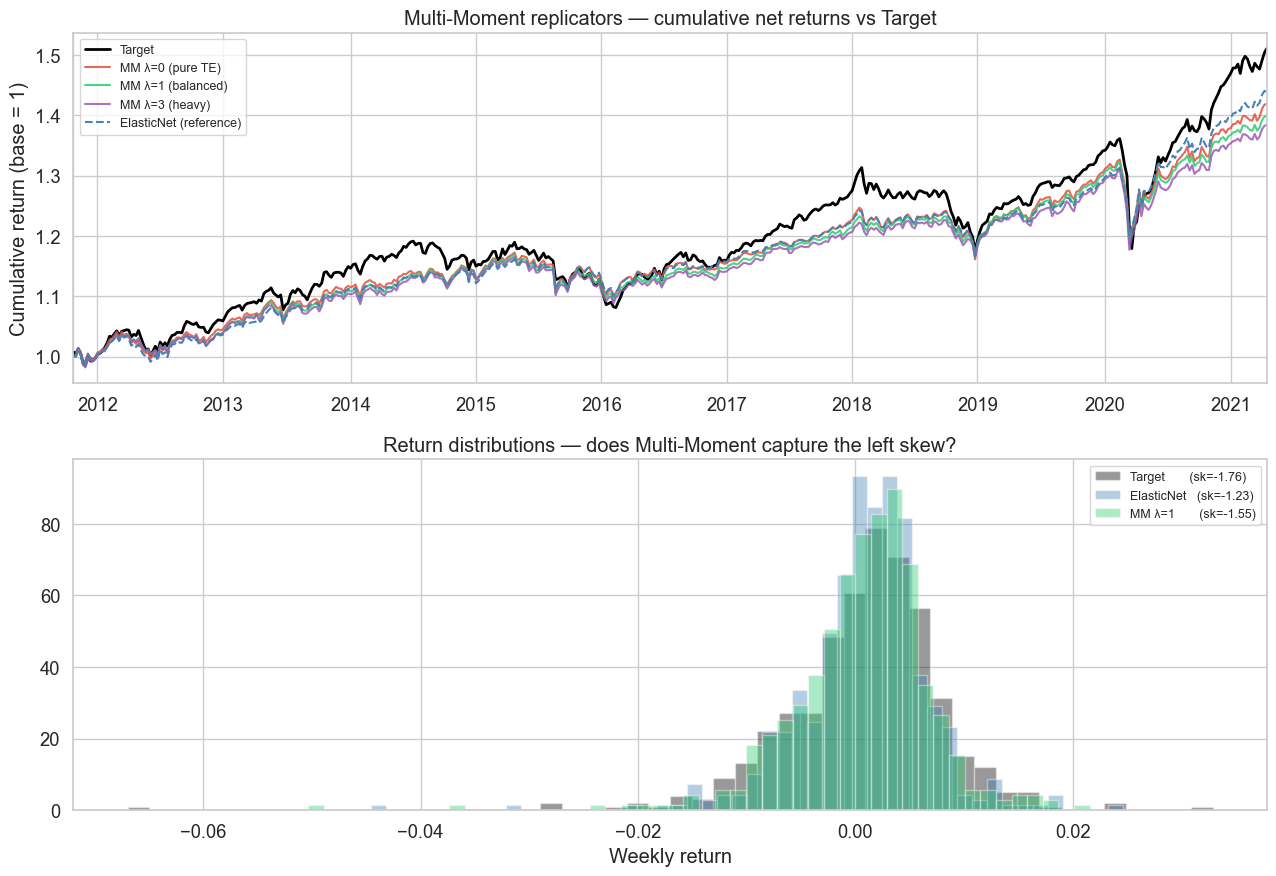 Multi-Moment replicators — cumulative net returns vs Target
Cumulative return (base = 1)
1.5
1.4
1.3
1.2
1.1
1.0
Target
MM λ=0 (pure TE)
MM λ=1 (balanced)
MM λ=3 (heavy)
ElasticNet (reference)
2012 2013 2014 2015 2016 2017 2018 2019 2020 2021
Return distributions — does Multi-Moment capture the left skew?
80
60
40
20
0
Target (sk=-1.76)
ElasticNet (sk=-1.23)
MM λ=1 (sk=-1.55)
−0.06 −0.04 −0.02 0.00 0.02
Weekly return